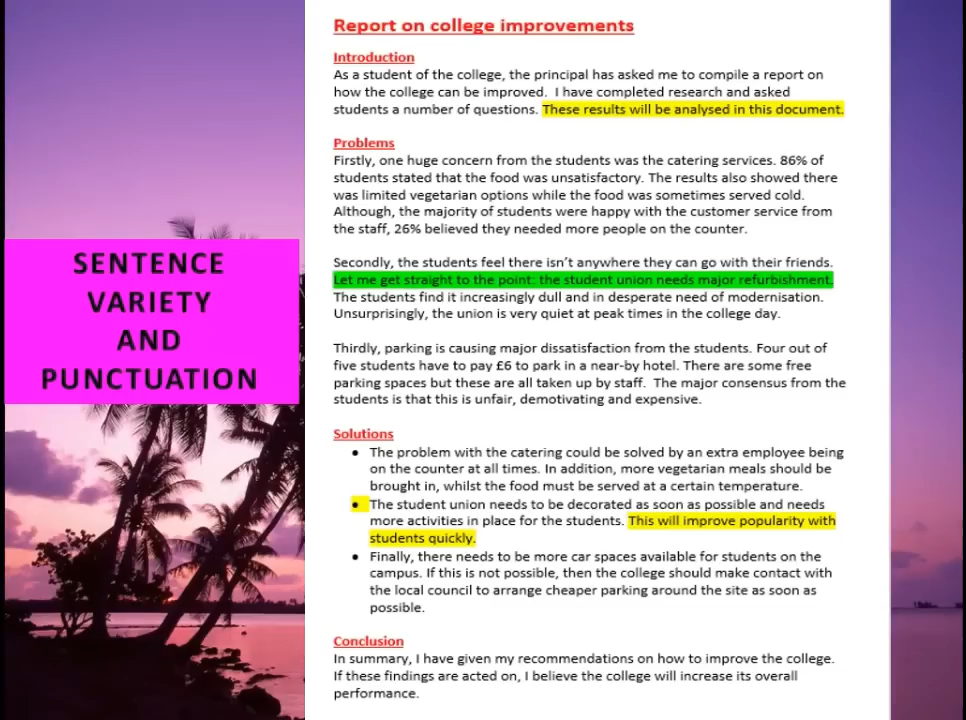 SENTENCE
VARIETY
AND
PUNCTUATION
Report on college improvements
Introduction
As a student of the college, the principal has asked me to compile a report on
how the college can be improved.  I have completed research and asked
students a number of questions. These results will be analysed in this document.
Problems
Firstly, one huge concern from the students was the catering services. 86% of
students stated that the food was unsatisfactory. The results also showed there
was limited vegetarian options while the food was sometimes served cold.
Although, the majority of students were happy with the customer service from
the staff, 26% believed they needed more people on the counter.
Secondly, the students feel there isn't anywhere they can go with their friends.
Let me get straight to the point: the student union needs major refurbishment.
The students find it increasingly dull and in desperate need of modernisation.
Unsurprisingly, the union is very quiet at peak times in the college day.
Thirdly, parking is causing major dissatisfaction from the students. Four out of
five students have to pay £6 to park in a near-by hotel. There are some free
parking spaces but these are all taken up by staff.  The major consensus from the
students is that this is unfair, demotivating and expensive.
Solutions
• The problem with the catering could be solved by an extra employee being
on the counter at all times. In addition, more vegetarian meals should be
brought in, whilst the food must be served at a certain temperature.
• The student union needs to be decorated as soon as possible and needs
more activities in place for the students. This will improve popularity with
students quickly.
• Finally, there needs to be more car spaces available for students on the
campus. If this is not possible, then the college should make contact with
the local council to arrange cheaper parking around the site as soon as
possible.
Conclusion
In summary, I have given my recommendations on how to improve the college.
If these findings are acted on, I believe the college will increase its overall
performance.